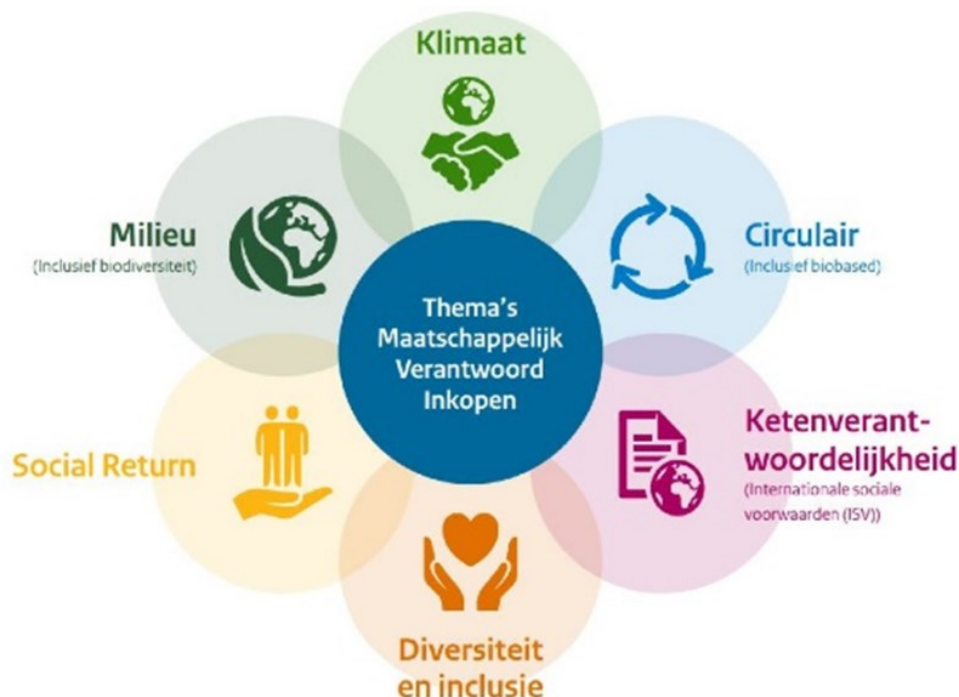 Klimaat
Milieu
(Inclusief biodiversiteit)
Circulair
(Inclusief biobased)
Thema's
Maatschappelijk
Verantwoord
Inkopen
Social Return
Ketenverant-
woordelijkheid
(Internationale sociale
voorwaarden (ISV))
Diversiteit
en inclusie